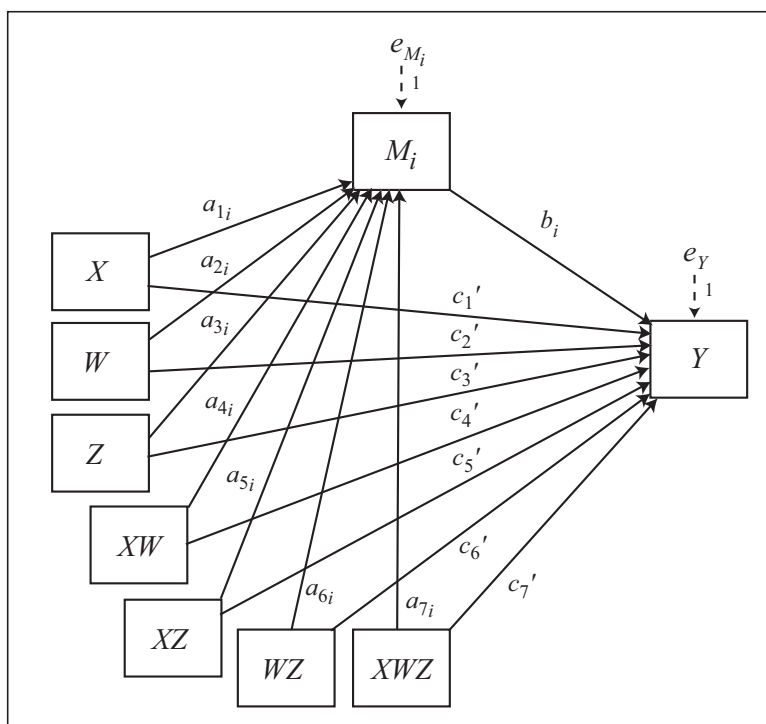 e_{M_i}
1
M_i
a_{1i}
b_i
X
a_{2i}
e_Y
1
c_1'
a_{3i}
W
c_2'
Y
c_3'
Z
a_{4i}
c_4'
a_{5i}
c_5'
XW
c_6'
a_{6i}
a_{7i}
c_7'
XZ
WZ
XWZ